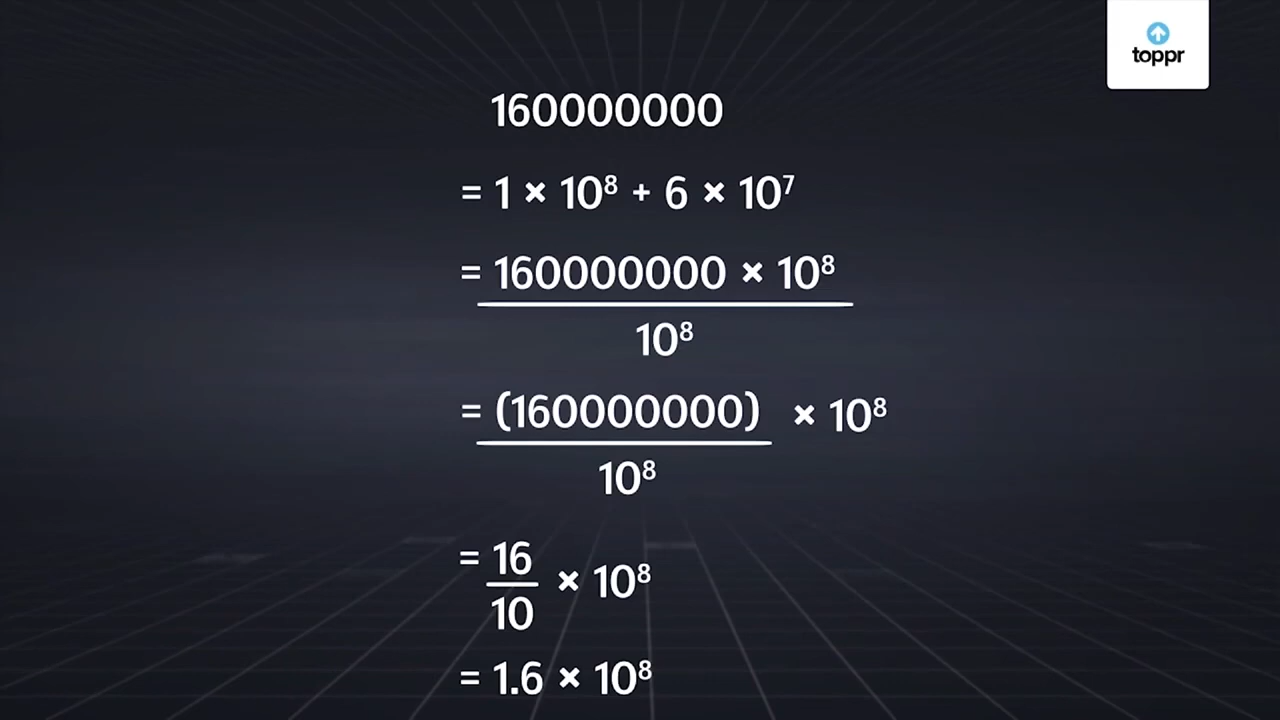 toppr
160000000
= 1 × 10⁸ + 6 × 10⁷
= 160000000 × 10⁸
10⁸
= (160000000) × 10⁸
10⁸
= 16 × 10⁸
10
= 1.6 × 10⁸